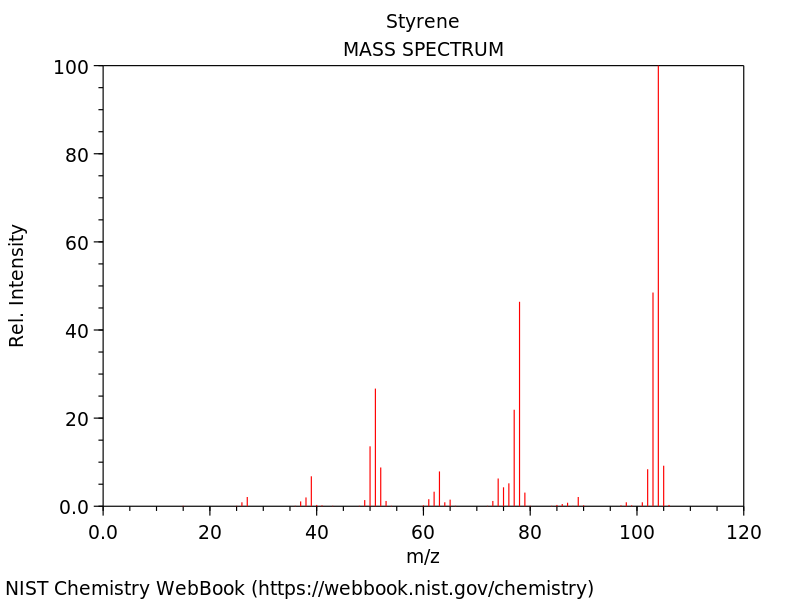 Styrene
MASS SPECTRUM
100
80
60
40
20
0.0
Rel. Intensity
0.0 20 40 60 80 100 120
m/z
NIST Chemistry WebBook (https://webbook.nist.gov/chemistry)